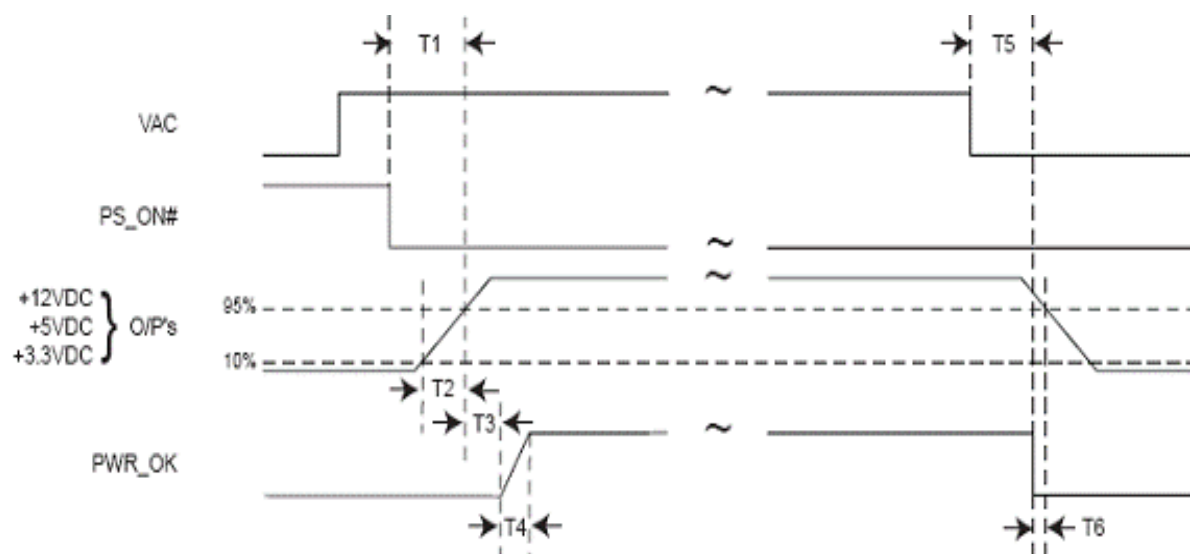 T1
T5
VAC
PS_ON#
+12VDC
+5VDC
+3.3VDC
} O/P's
95%
10%
T2
T3
PWR_OK
T4
T6